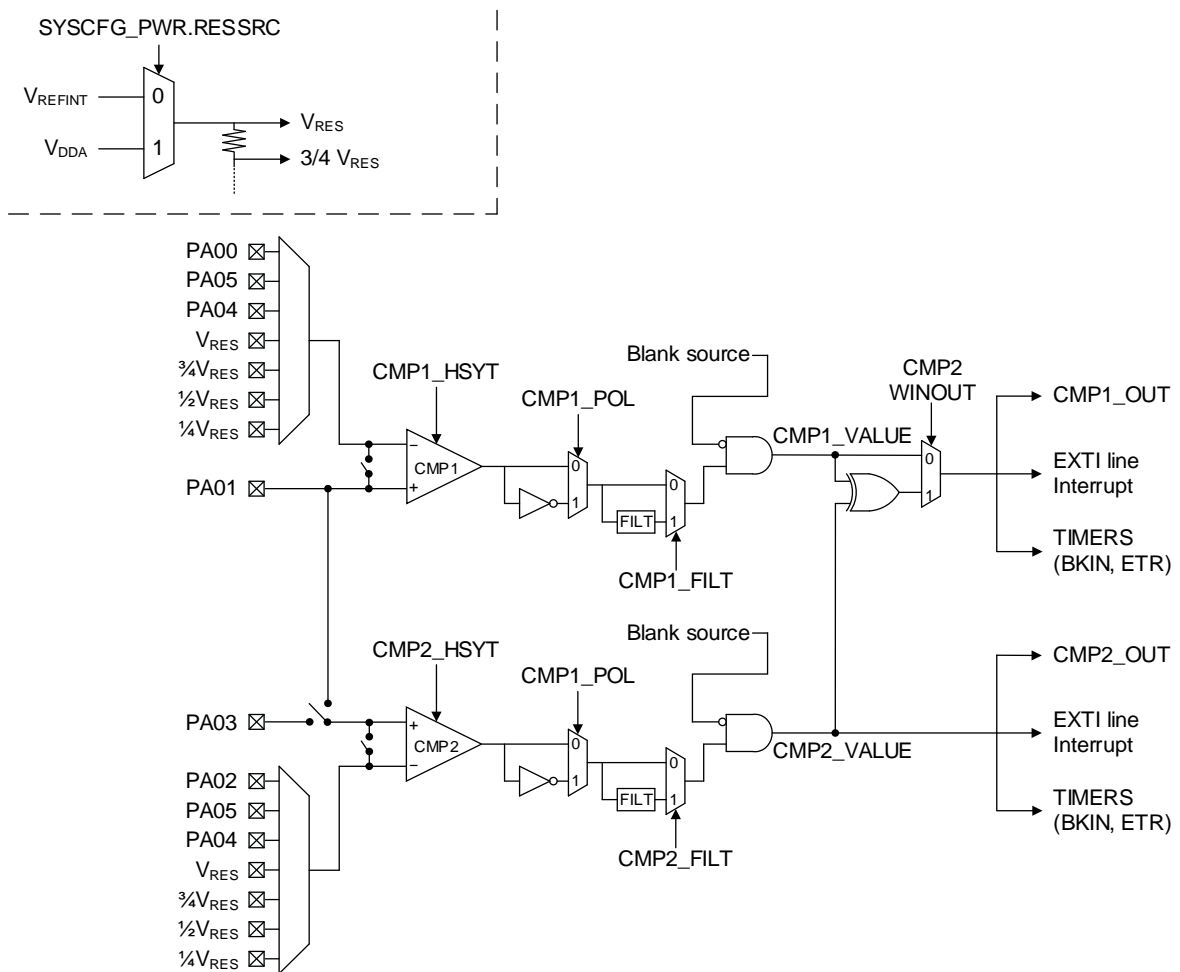 SYSCFG_PWR.RESSRC
VREFINT
0
VDDA
1
VRES
3/4 VRES
PA00
PA05
PA04
VRES
¾VRES
½VRES
¼VRES
PA01
CMP1_HSYT
−
+
CMP1
CMP1_POL
0
1
FILT
0
1
CMP1_FILT
Blank source
CMP1_VALUE
CMP2
WINOUT
0
1
CMP1_OUT
EXTI line
Interrupt
TIMERS
(BKIN, ETR)
PA03
CMP2_HSYT
+
−
CMP2
CMP1_POL
0
1
FILT
0
1
CMP2_FILT
Blank source
CMP2_VALUE
CMP2_OUT
EXTI line
Interrupt
TIMERS
(BKIN, ETR)
PA02
PA05
PA04
VRES
¾VRES
½VRES
¼VRES